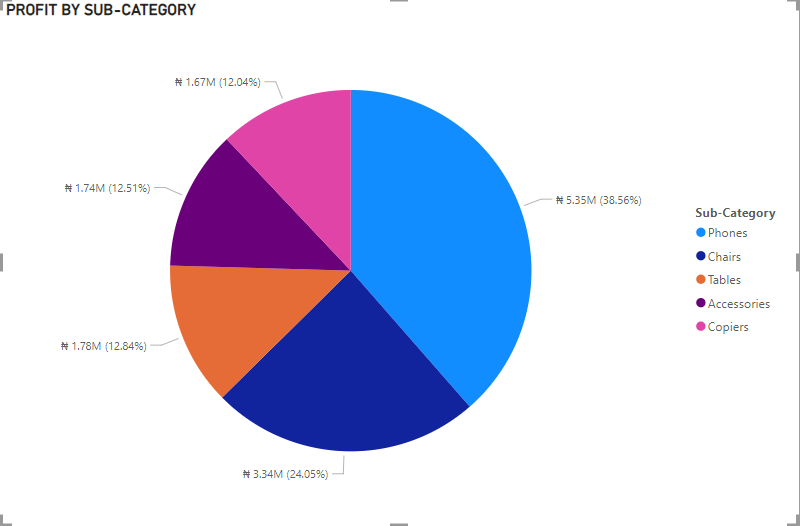 PROFIT BY SUB-CATEGORY
₦ 1.67M (12.04%)
₦ 1.74M (12.51%)
₦ 5.35M (38.56%)
₦ 1.78M (12.84%)
₦ 3.34M (24.05%)
Sub-Category
Phones
Chairs
Tables
Accessories
Copiers